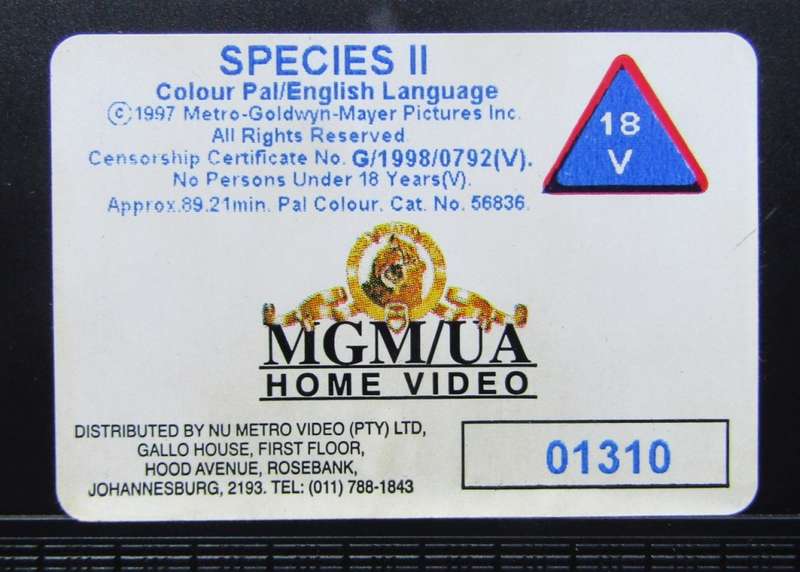 SPECIES II
Colour Pal/English Language
©1997 Metro-Goldwyn-Mayer Pictures Inc.
All Rights Reserved.
Censorship Certificate No. G/1998/0792(V).
No Persons Under 18 Years(V).
Approx.89.21min. Pal Colour. Cat. No. 56836.
18
V
MGM/UA
HOME VIDEO
DISTRIBUTED BY NU METRO VIDEO (PTY) LTD,
GALLO HOUSE, FIRST FLOOR,
HOOD AVENUE, ROSEBANK,
JOHANNESBURG, 2193. TEL: (011) 788-1843
01310